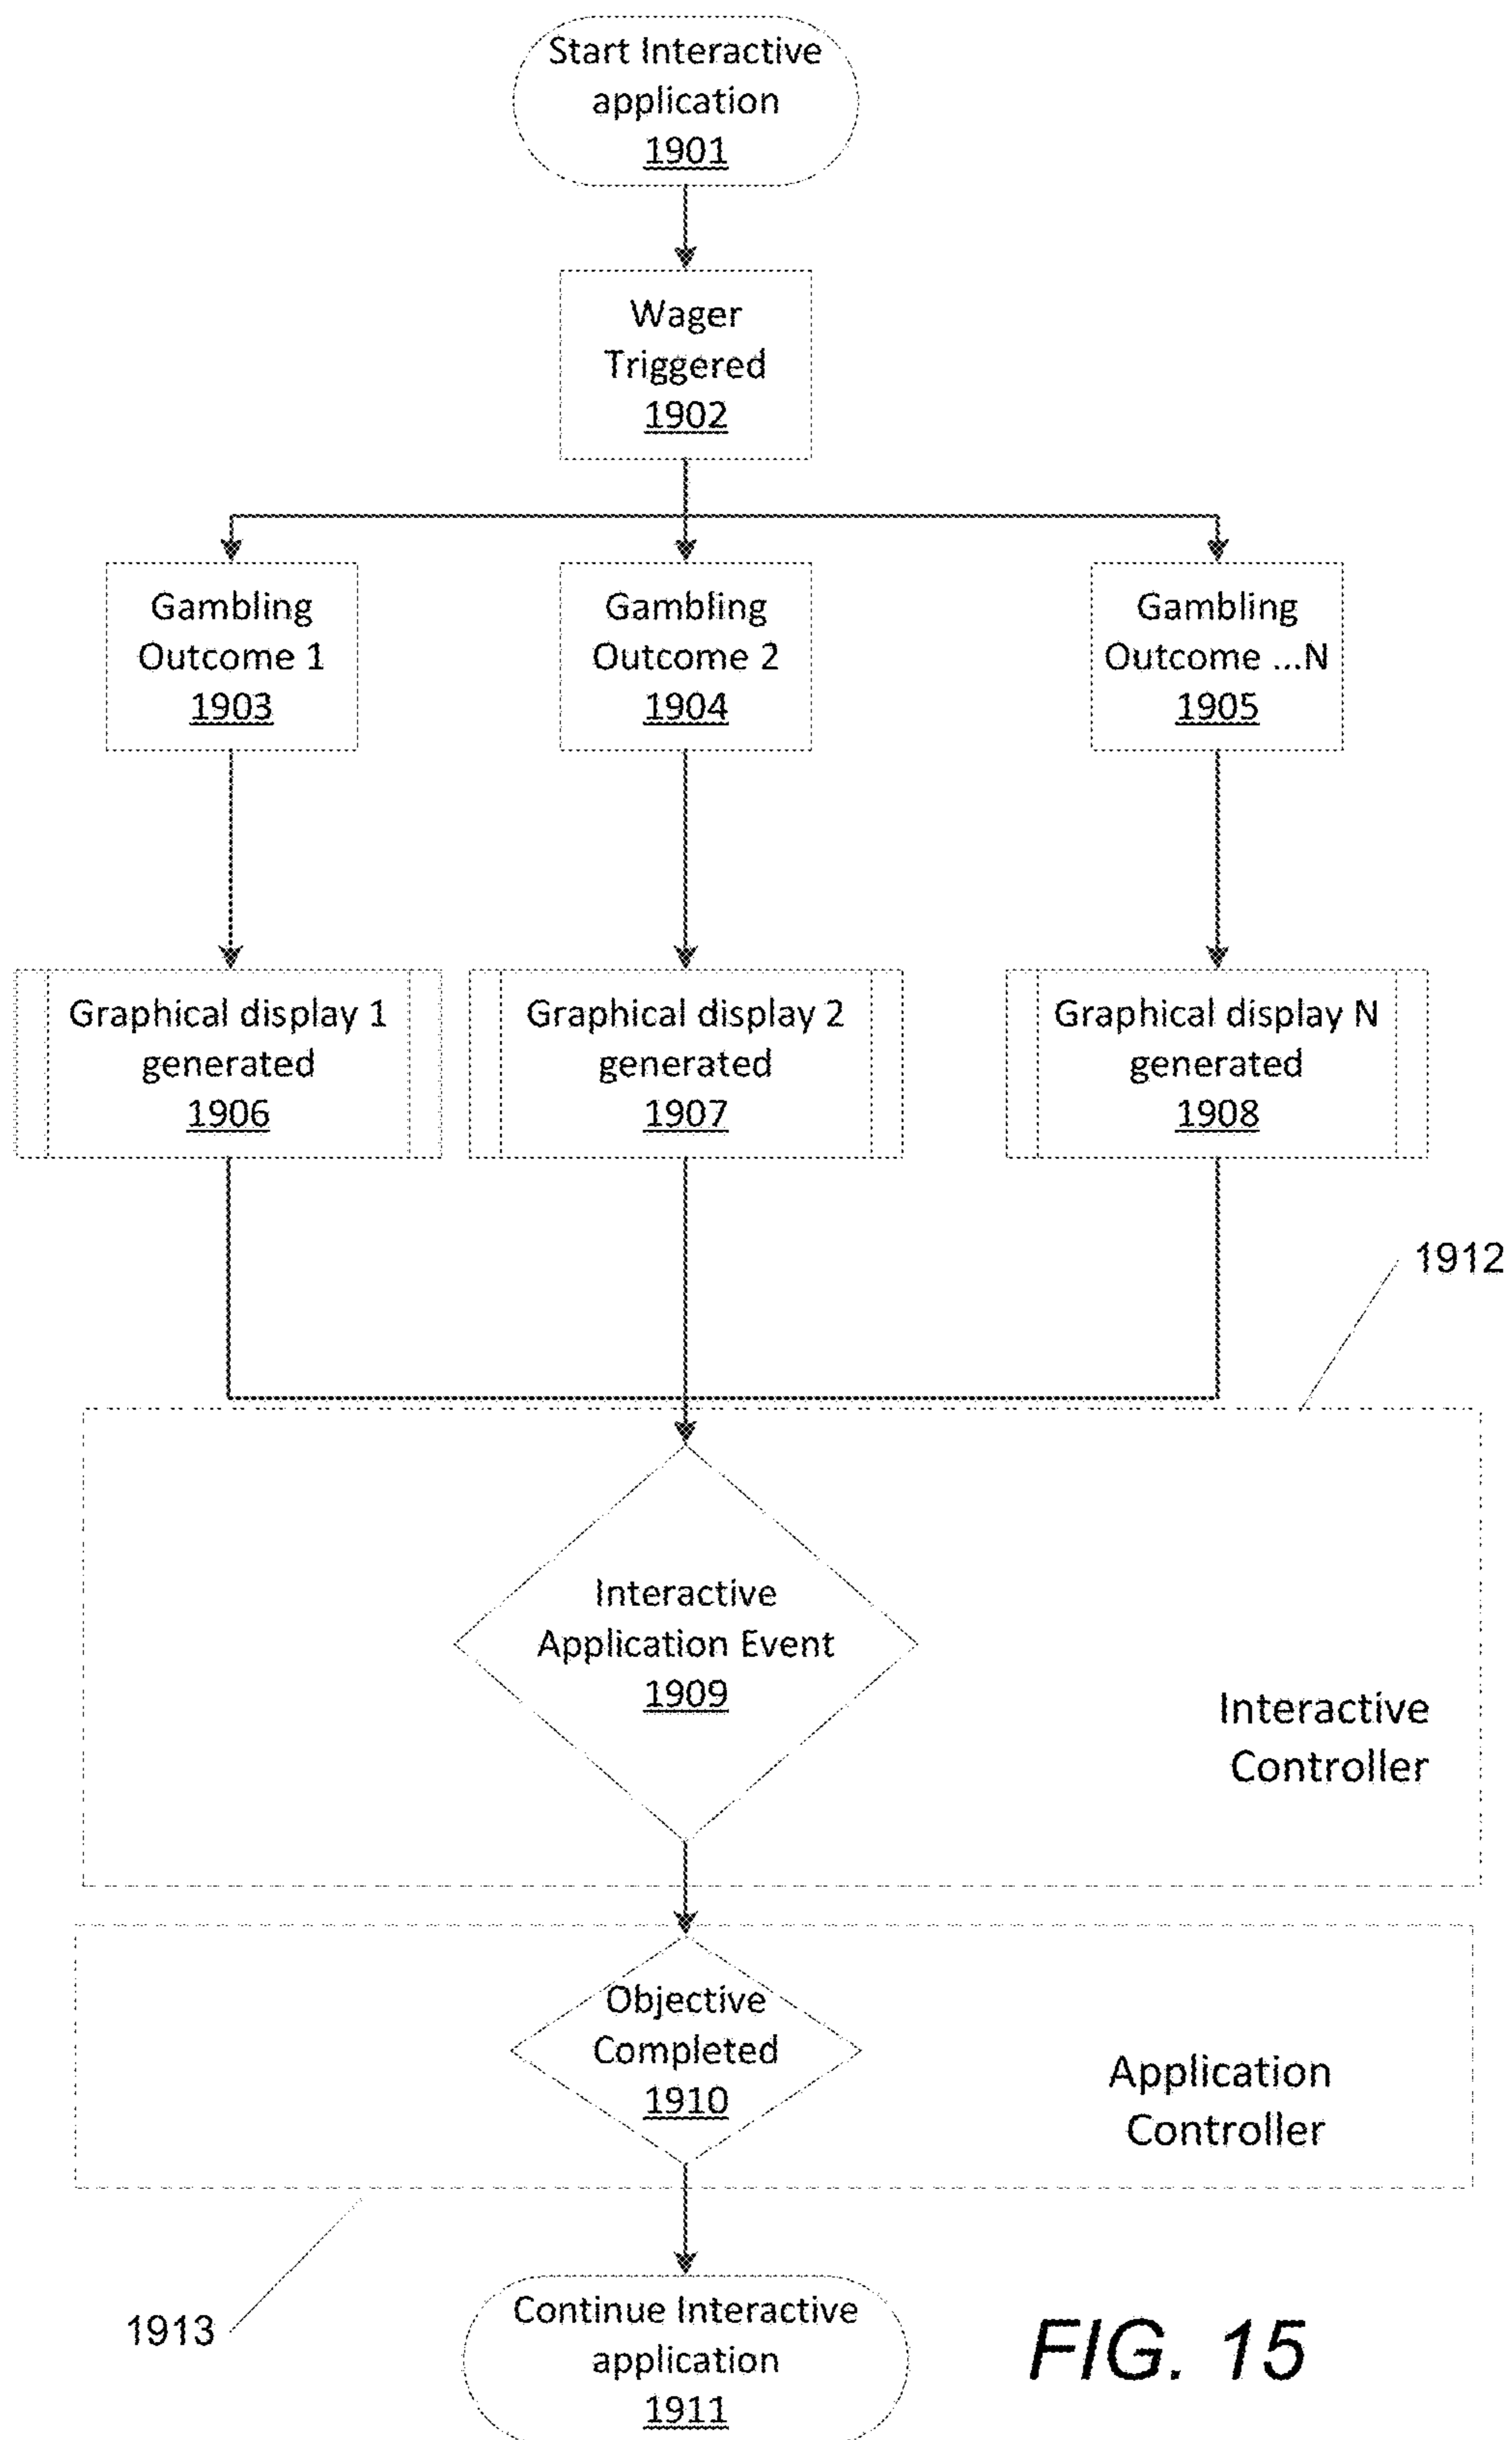 Start Interactive
application
1901
Wager
Triggered
1902
Gambling
Outcome 1
1903
Gambling
Outcome 2
1904
Gambling
Outcome ...N
1905
Graphical display 1
generated
1906
Graphical display 2
generated
1907
Graphical display N
generated
1908
1912
Interactive
Application Event
1909
Interactive
Controller
Objective
Completed
1910
Application
Controller
1913
Continue Interactive
application
1911
FIG. 15